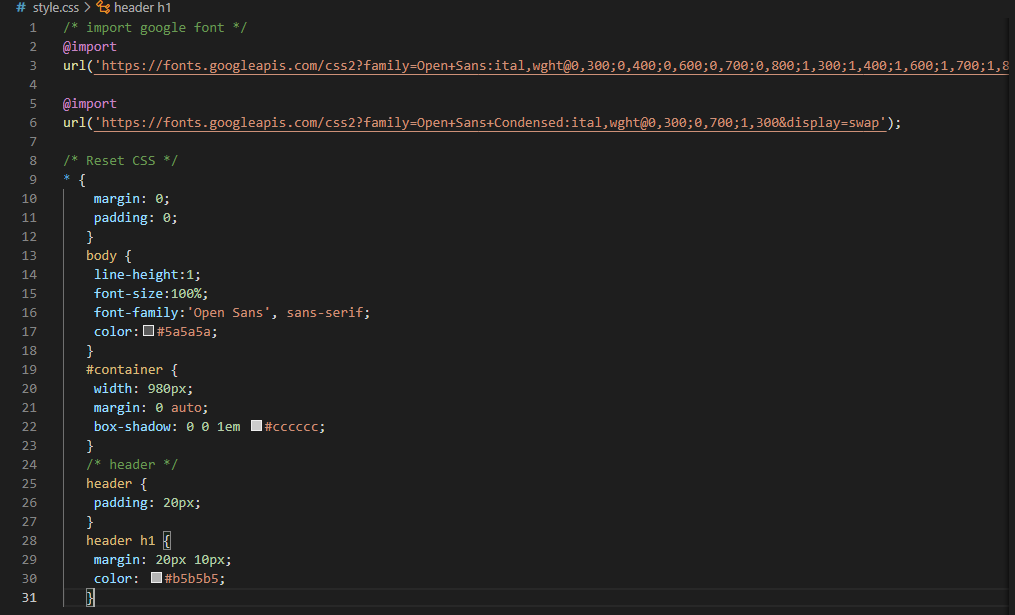 # style.css > header h1
1 /* import google font */
2 @import
3 url('https://fonts.googleapis.com/css2?family=Open+Sans:ital,wght@0,300;0,400;0,600;0,700;0,800;1,300;1,400;1,600;1,700;1,8
4
5 @import
6 url('https://fonts.googleapis.com/css2?family=Open+Sans+Condensed:ital,wght@0,300;0,700;1,300&display=swap');
7
8 /* Reset CSS */
9 * {
10 margin: 0;
11 padding: 0;
12 }
13 body {
14 line-height:1;
15 font-size:100%;
16 font-family:'Open Sans', sans-serif;
17 color:#5a5a5a;
18 }
19 #container {
20 width: 980px;
21 margin: 0 auto;
22 box-shadow: 0 0 1em #cccccc;
23 }
24 /* header */
25 header {
26 padding: 20px;
27 }
28 header h1 {
29 margin: 20px 10px;
30 color: #b5b5b5;
31 }